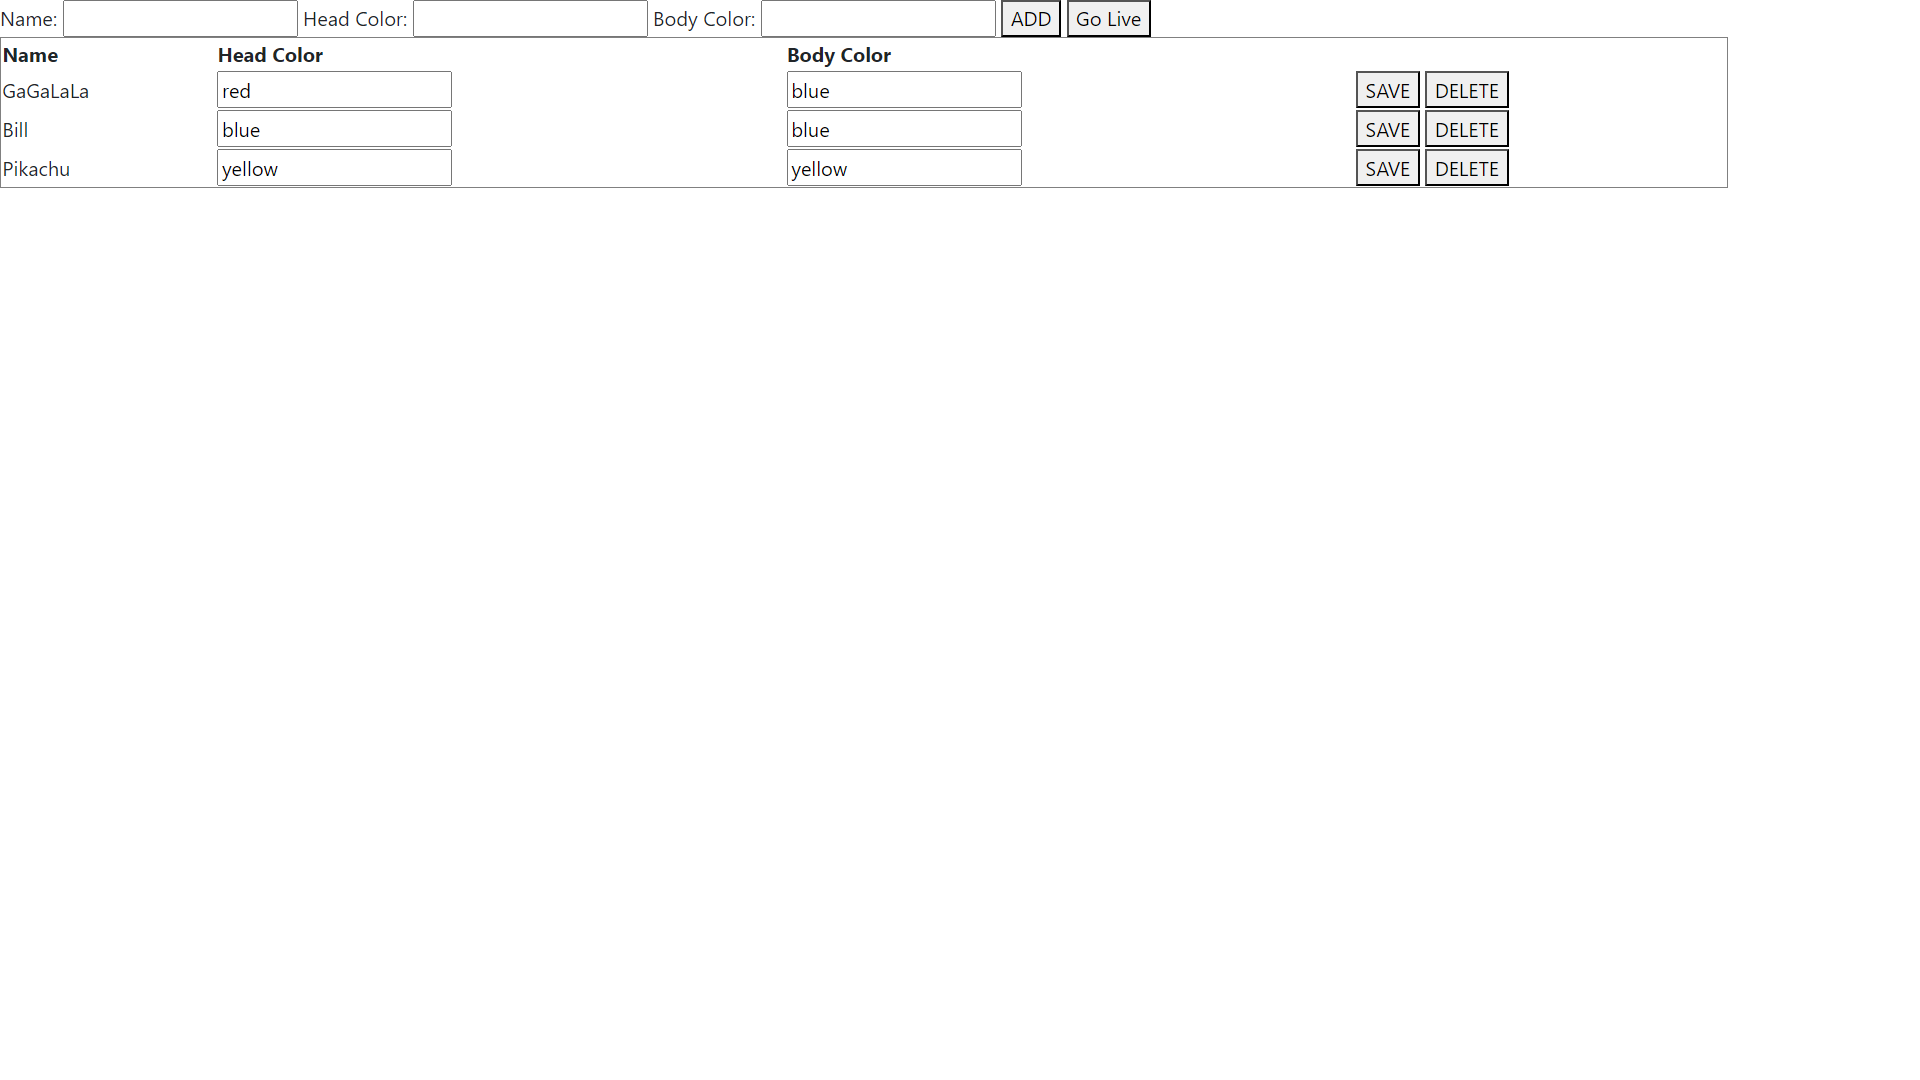 Name: Head Color: Body Color: ADD Go Live
Name Head Color Body Color
GaGaLaLa red blue SAVE DELETE
Bill blue blue SAVE DELETE
Pikachu yellow yellow SAVE DELETE